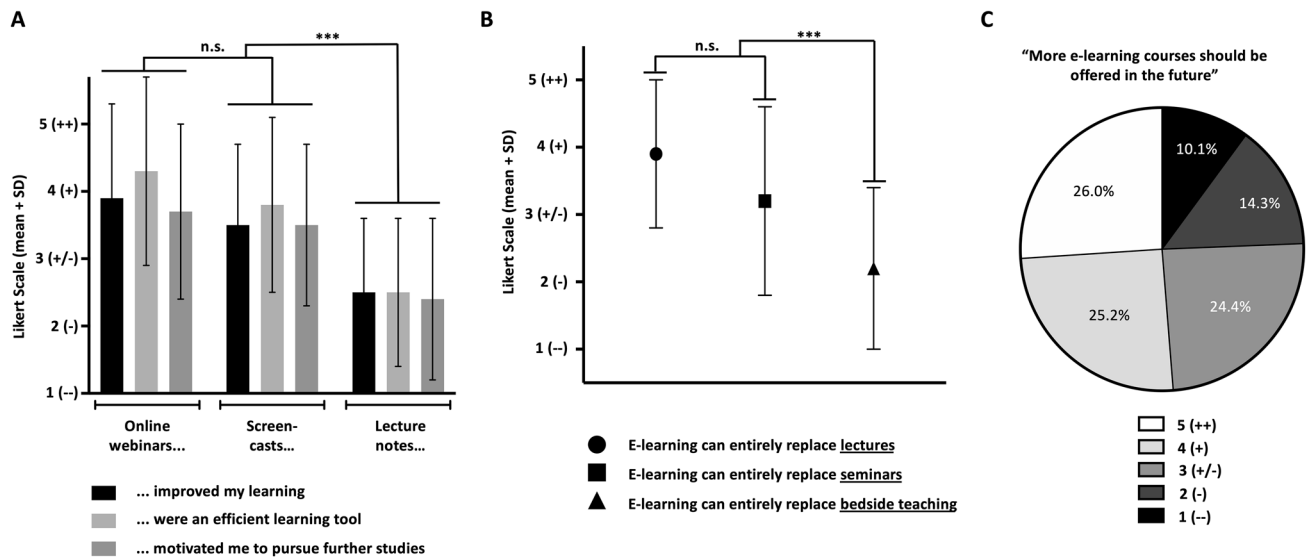 A
n.s.
***
Likert Scale (mean + SD)
5 (++)
4 (+)
3 (+/-)
2 (-)
1 (--)
Online
webinars...
Screen-
casts...
Lecture
notes...
... improved my learning
... were an efficient learning tool
... motivated me to pursue further studies
B
n.s.
***
Likert Scale (mean + SD)
5 (++)
4 (+)
3 (+/-)
2 (-)
1 (--)
E-learning can entirely replace lectures
E-learning can entirely replace seminars
E-learning can entirely replace bedside teaching
C
“More e-learning courses should be
offered in the future”
10.1%
14.3%
24.4%
25.2%
26.0%
5 (++)
4 (+)
3 (+/-)
2 (-)
1 (--)